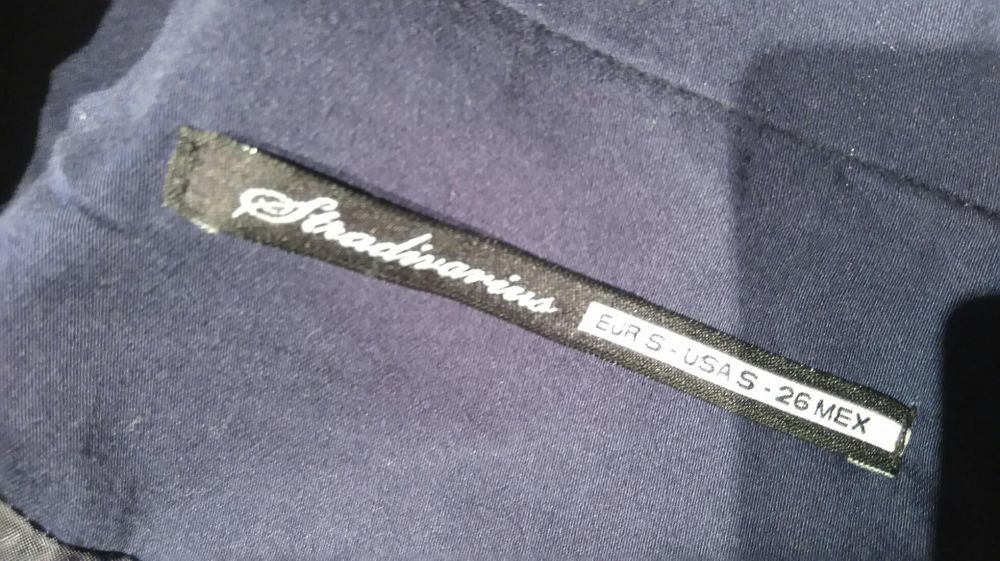 Stradivarius
EUR S - USA S - 26 MEX